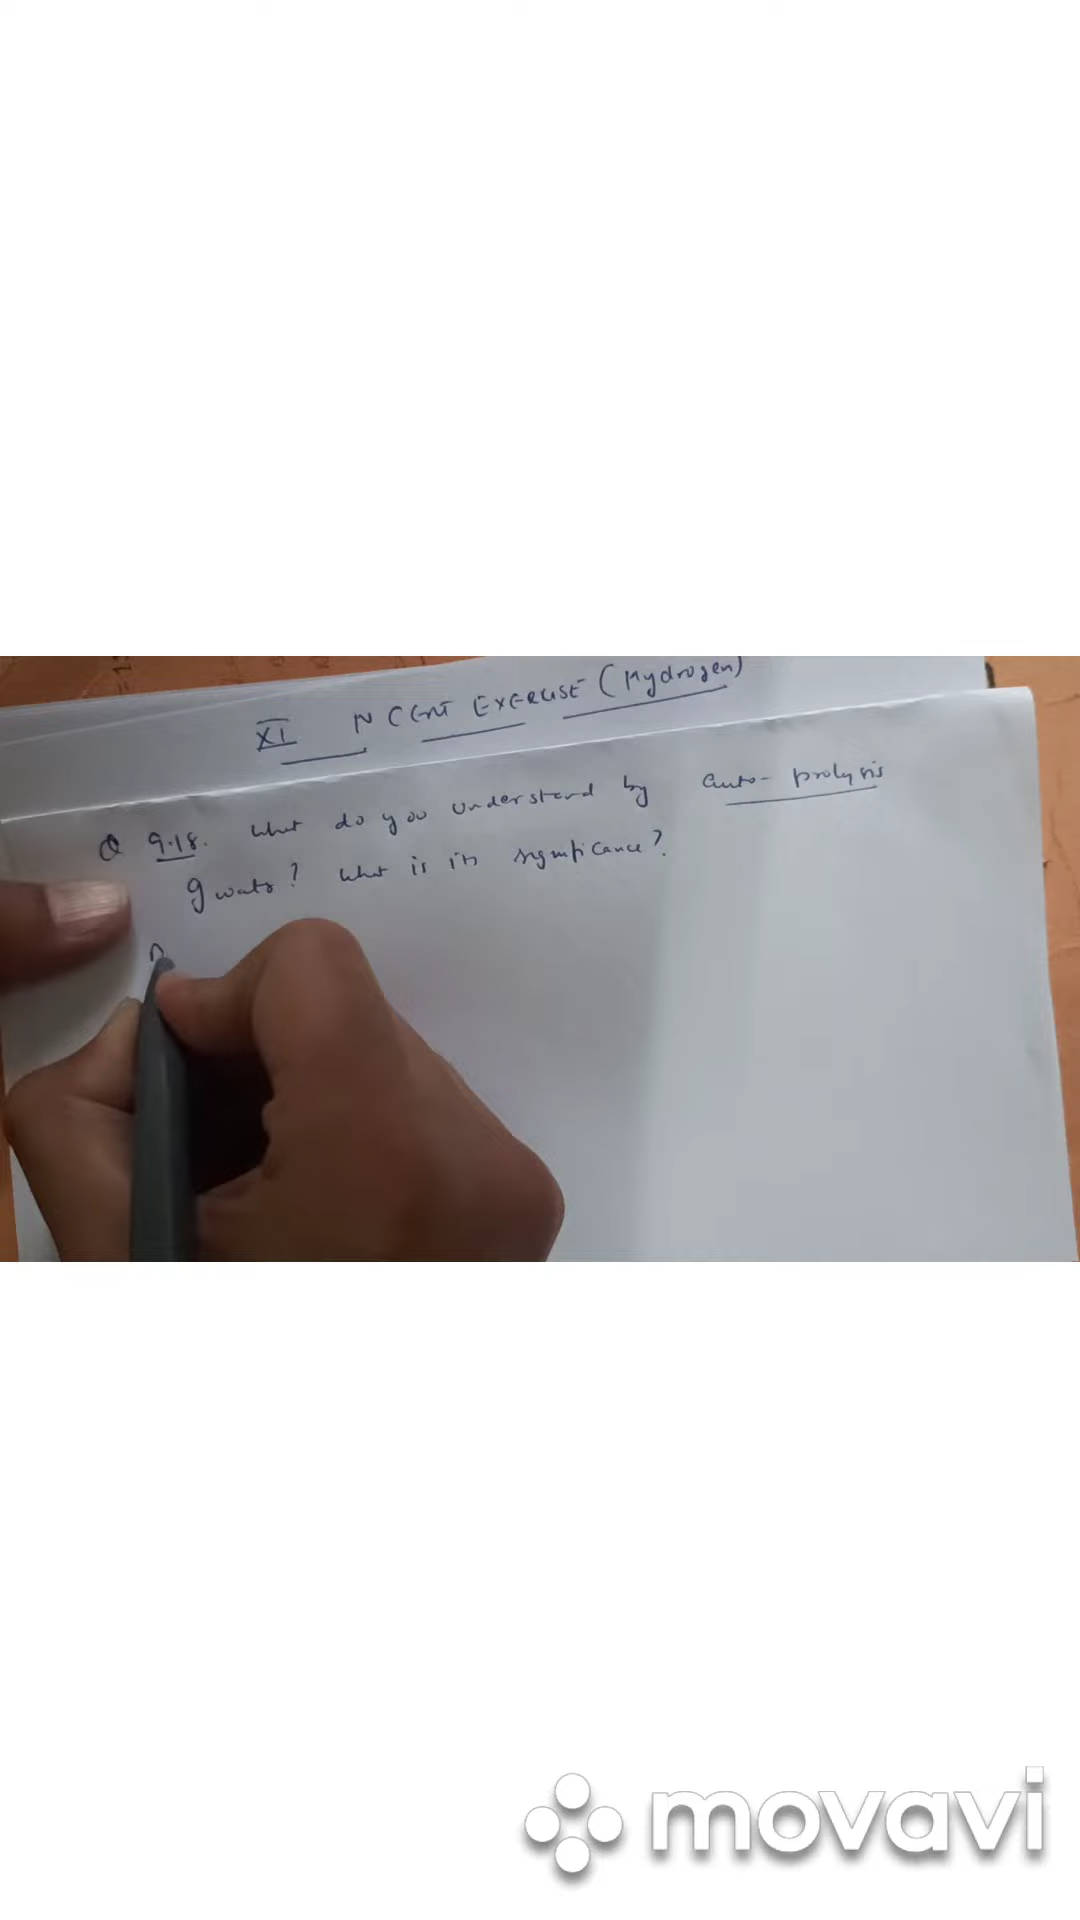 XI NCERT EXERCISE (Hydrogen)
Q 9.18. What do you understand by auto-prolysis
of water? What is its significance?
A
movavi